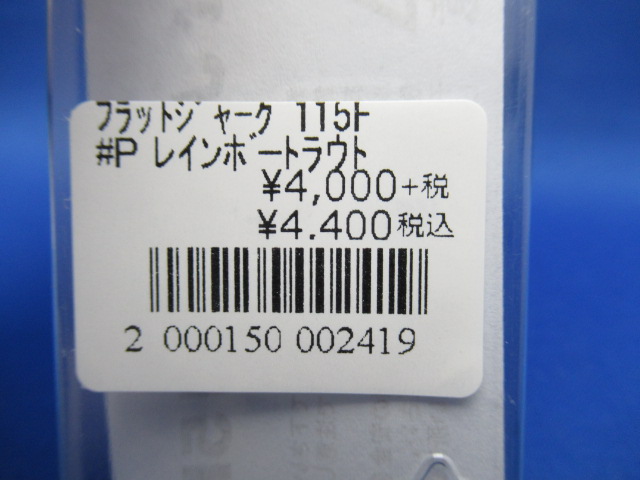 フラットジャーク 115F
#P レインボートラウト
¥4,000+税
¥4,400税込
2 000150 002419